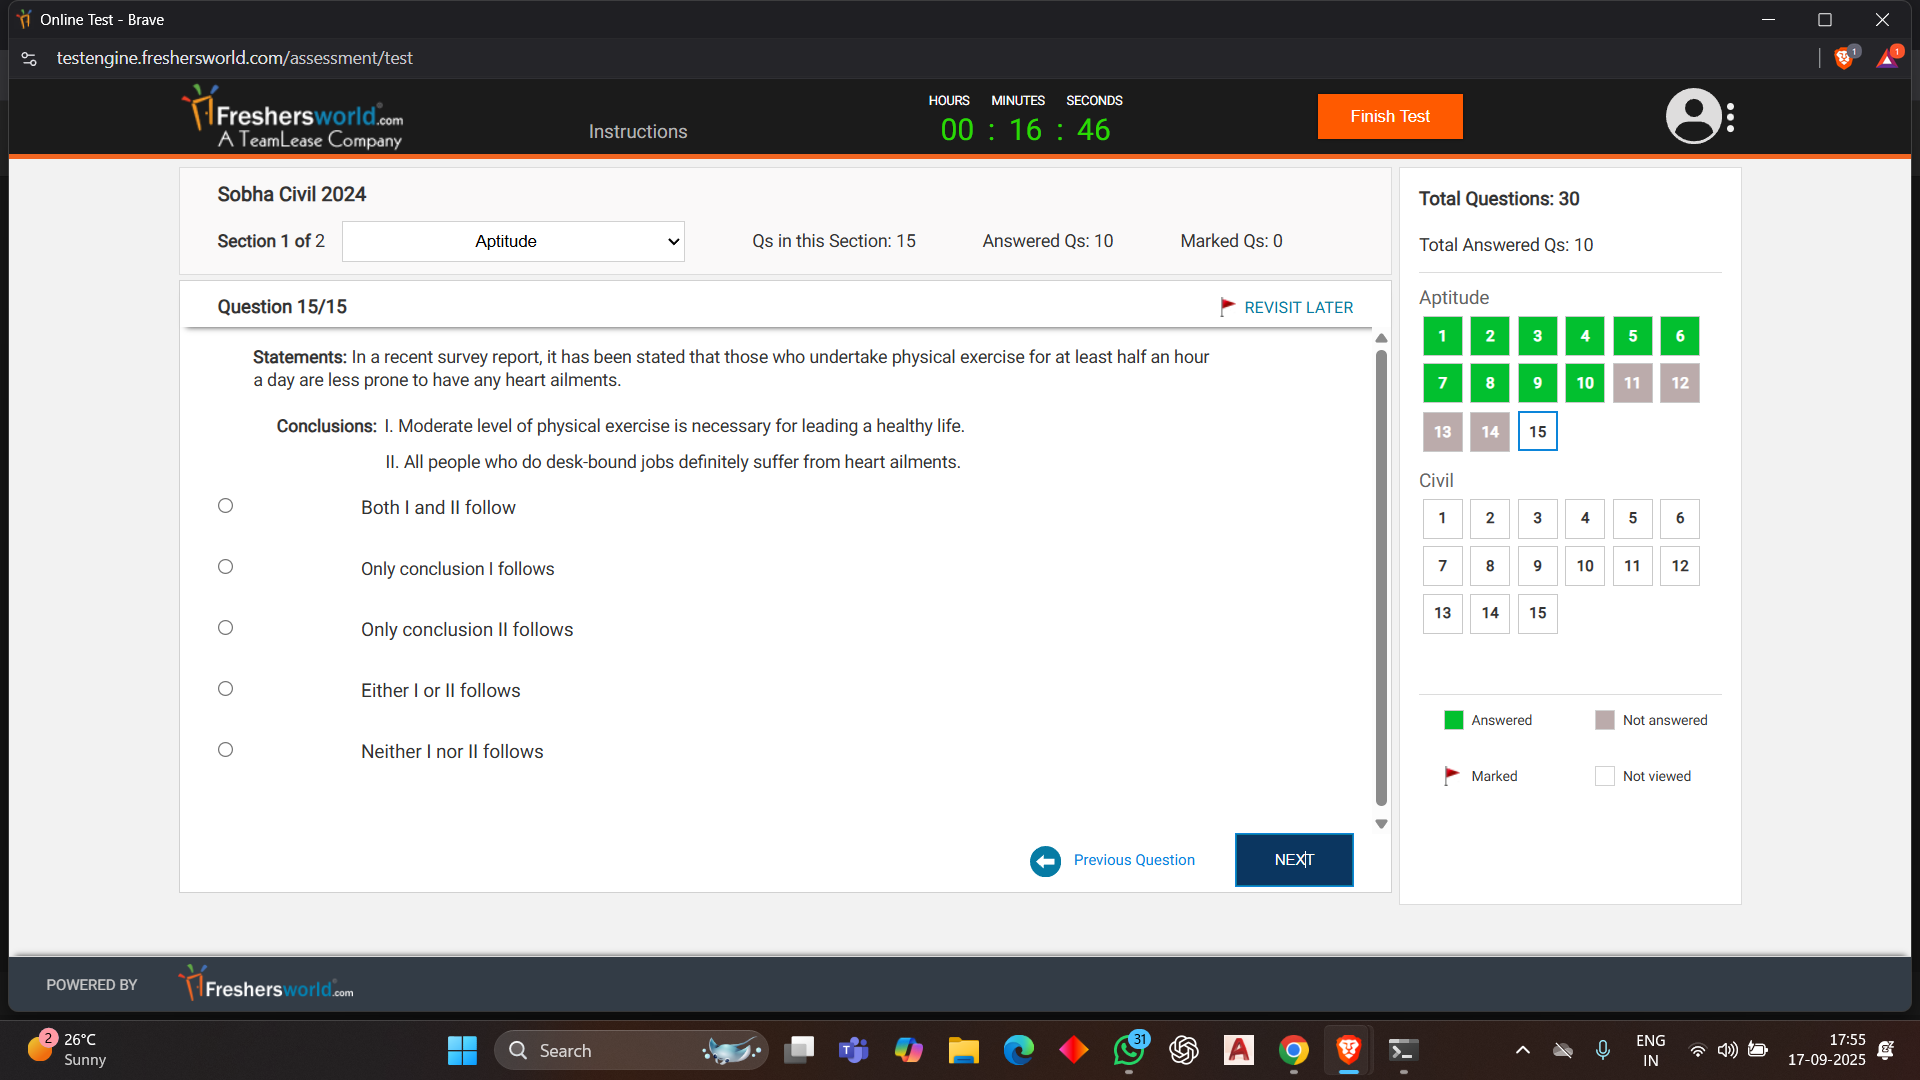 Online Test - Brave
testengine.freshersworld.com/assessment/test
1
1
Freshersworld.com
A TeamLease Company
Instructions
HOURS MINUTES SECONDS
00 : 16 : 46
Finish Test
Sobha Civil 2024
Section 1 of 2
Aptitude
Qs in this Section: 15
Answered Qs: 10
Marked Qs: 0
Question 15/15
REVISIT LATER
Statements: In a recent survey report, it has been stated that those who undertake physical exercise for at least half an hour
a day are less prone to have any heart ailments.
Conclusions: I. Moderate level of physical exercise is necessary for leading a healthy life.
II. All people who do desk-bound jobs definitely suffer from heart ailments.
Both I and II follow
Only conclusion I follows
Only conclusion II follows
Either I or II follows
Neither I nor II follows
Previous Question
NEXT
Total Questions: 30
Total Answered Qs: 10
Aptitude
1 2 3 4 5 6
7 8 9 10 11 12
13 14 15
Civil
1 2 3 4 5 6
7 8 9 10 11 12
13 14 15
Answered
Not answered
Marked
Not viewed
POWERED BY
Freshersworld.com
2
26°C
Sunny
Search
31
ENG
IN
17:55
17-09-2025